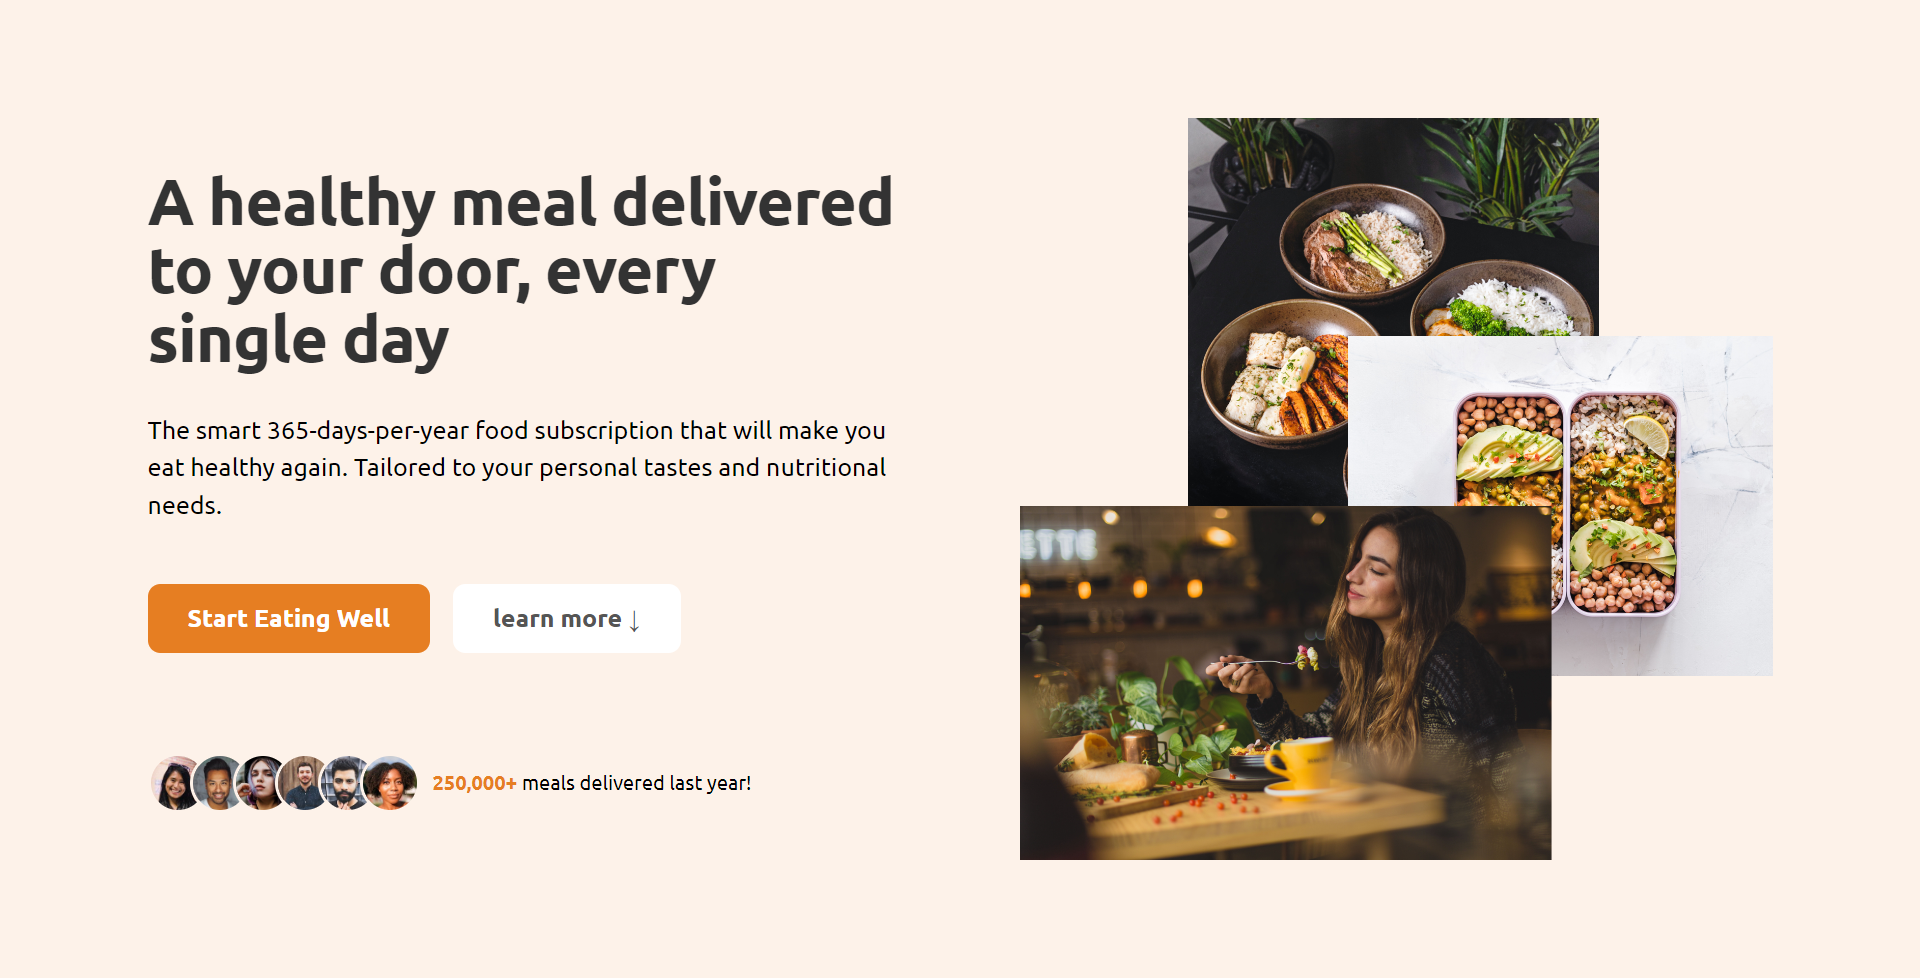 A healthy meal delivered
to your door, every
single day
The smart 365-days-per-year food subscription that will make you
eat healthy again. Tailored to your personal tastes and nutritional
needs.
Start Eating Well
learn more ↓
250,000+ meals delivered last year!
ETTE